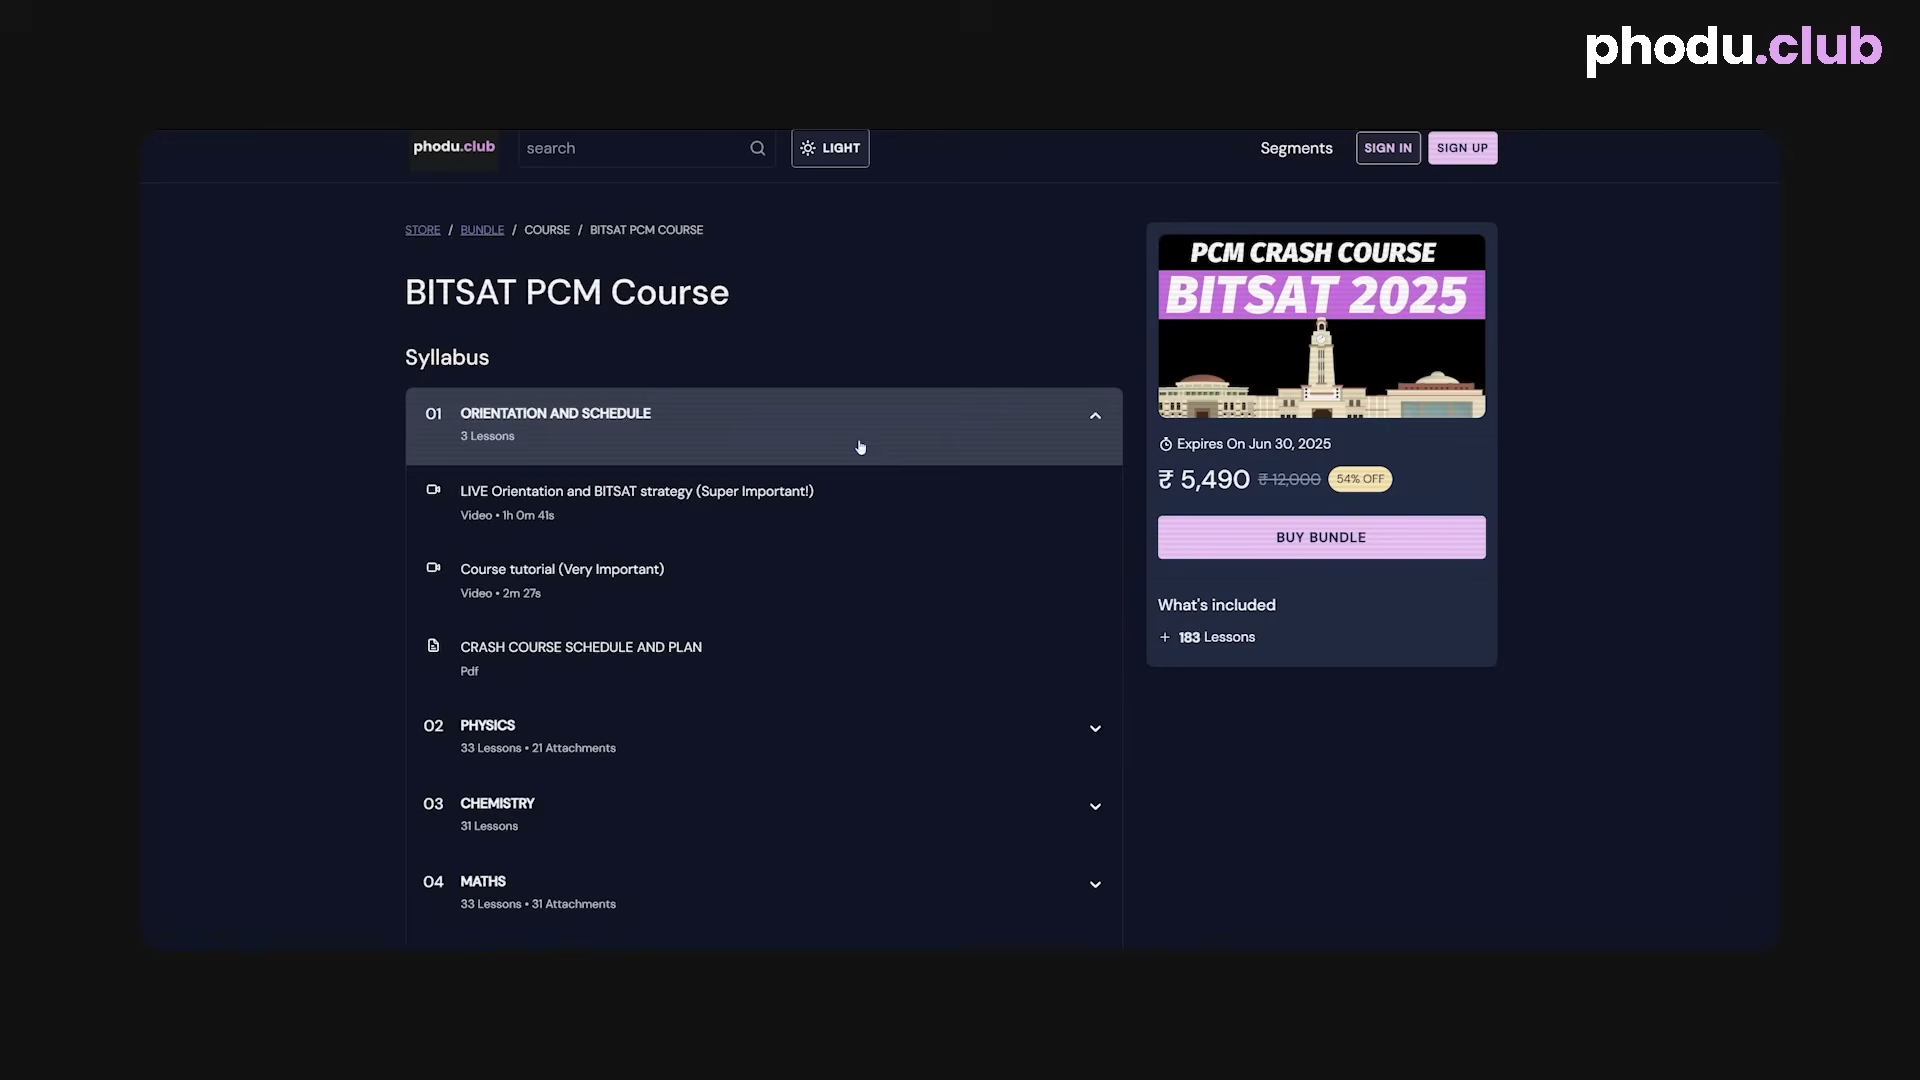 phodu.club
phodu.club
search
LIGHT
Segments
SIGN IN
SIGN UP
STORE / BUNDLE / COURSE / BITSAT PCM COURSE
BITSAT PCM Course
Syllabus
01 ORIENTATION AND SCHEDULE
3 Lessons
LIVE Orientation and BITSAT strategy (Super Important!)
Video • 1h 0m 41s
Course tutorial (Very Important)
Video • 2m 27s
CRASH COURSE SCHEDULE AND PLAN
Pdf
02 PHYSICS
33 Lessons • 21 Attachments
03 CHEMISTRY
31 Lessons
04 MATHS
33 Lessons • 31 Attachments
PCM CRASH COURSE
BITSAT 2025
Expires On Jun 30, 2025
₹ 5,490 ₹ 12,000 54% OFF
BUY BUNDLE
What's included
+ 183 Lessons